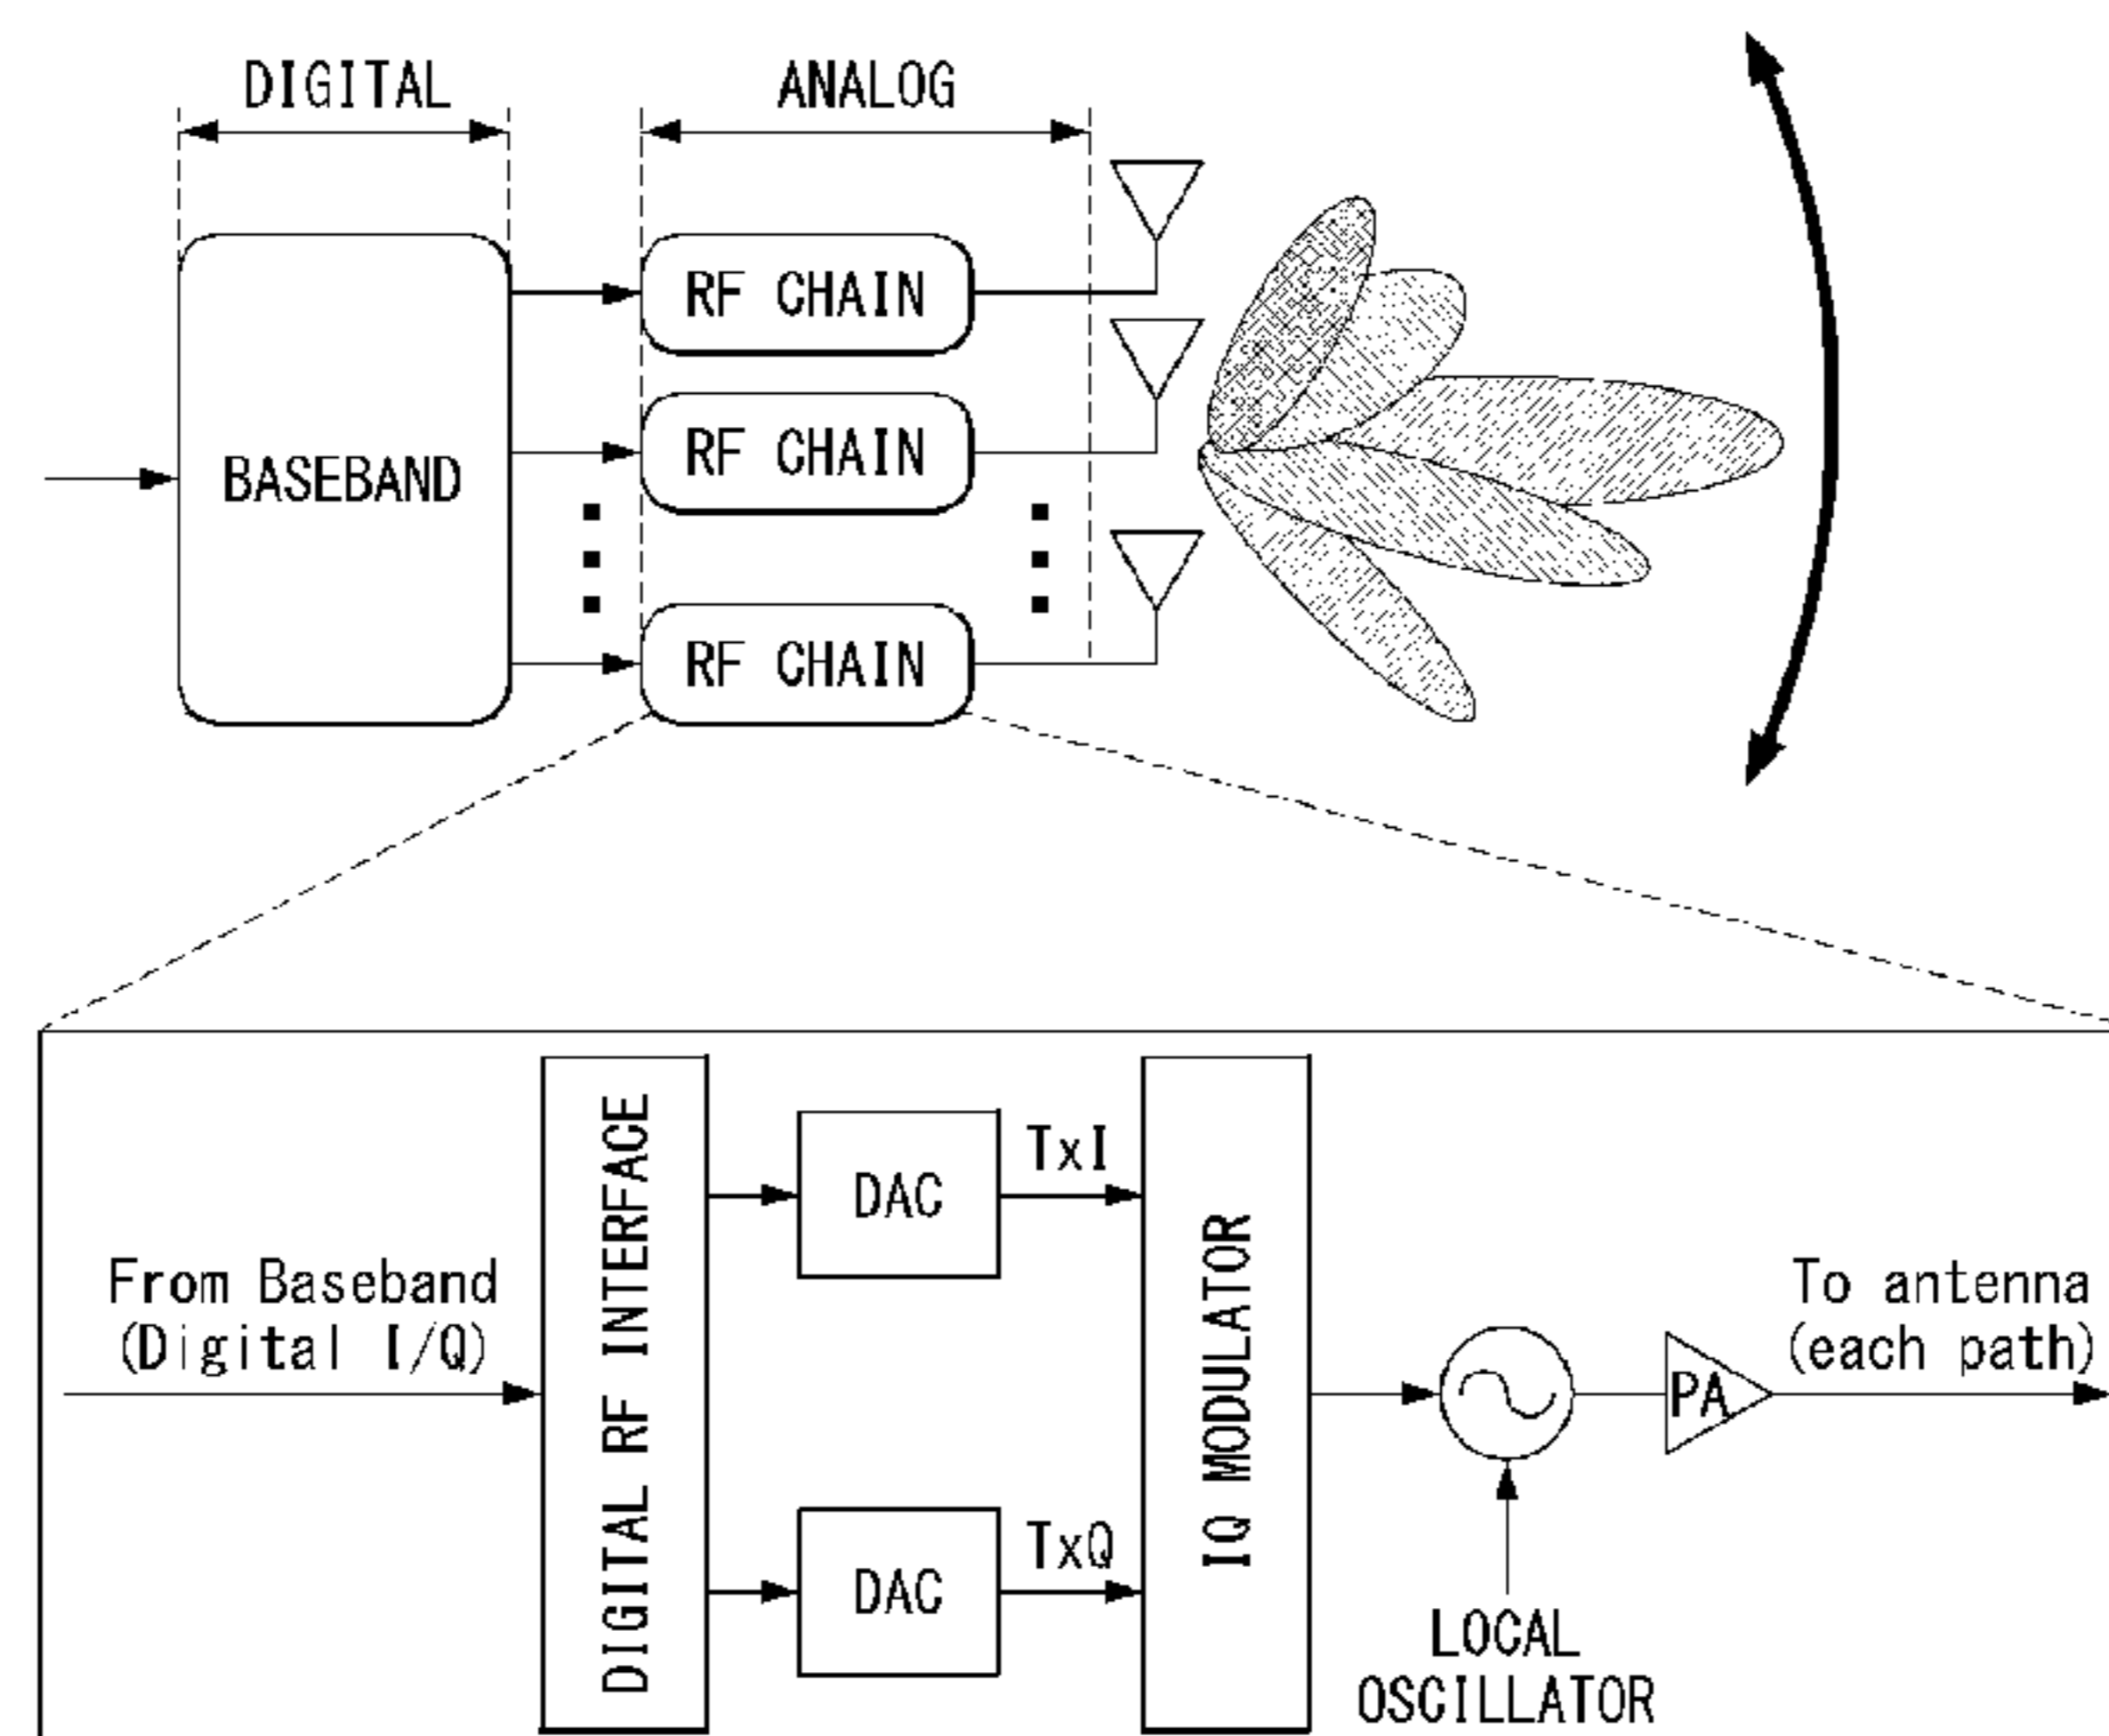 DIGITAL
ANALOG
BASEBAND
RF CHAIN
RF CHAIN
RF CHAIN
From Baseband
(Digital I/Q)
DIGITAL RF INTERFACE
DAC
TxI
DAC
TxQ
IQ MODULATOR
LOCAL
OSCILLATOR
PA
To antenna
(each path)